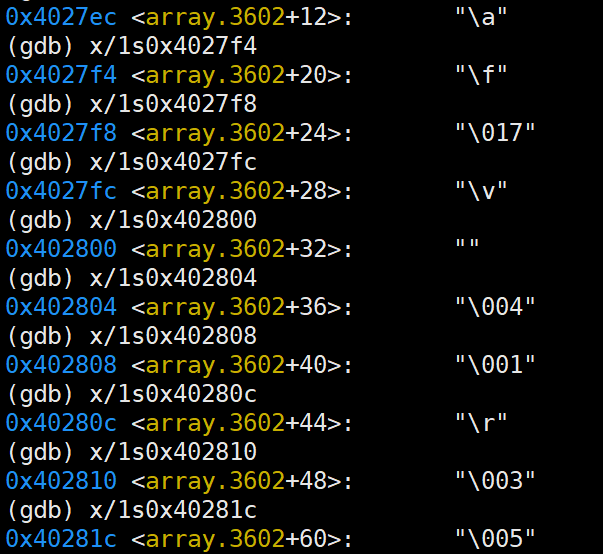 0x4027ec <array.3602+12>: "\a"
(gdb) x/1s0x4027f4
0x4027f4 <array.3602+20>: "\f"
(gdb) x/1s0x4027f8
0x4027f8 <array.3602+24>: "\017"
(gdb) x/1s0x4027fc
0x4027fc <array.3602+28>: "\v"
(gdb) x/1s0x402800
0x402800 <array.3602+32>: ""
(gdb) x/1s0x402804
0x402804 <array.3602+36>: "\004"
(gdb) x/1s0x402808
0x402808 <array.3602+40>: "\001"
(gdb) x/1s0x40280c
0x40280c <array.3602+44>: "\r"
(gdb) x/1s0x402810
0x402810 <array.3602+48>: "\003"
(gdb) x/1s0x40281c
0x40281c <array.3602+60>: "\005"